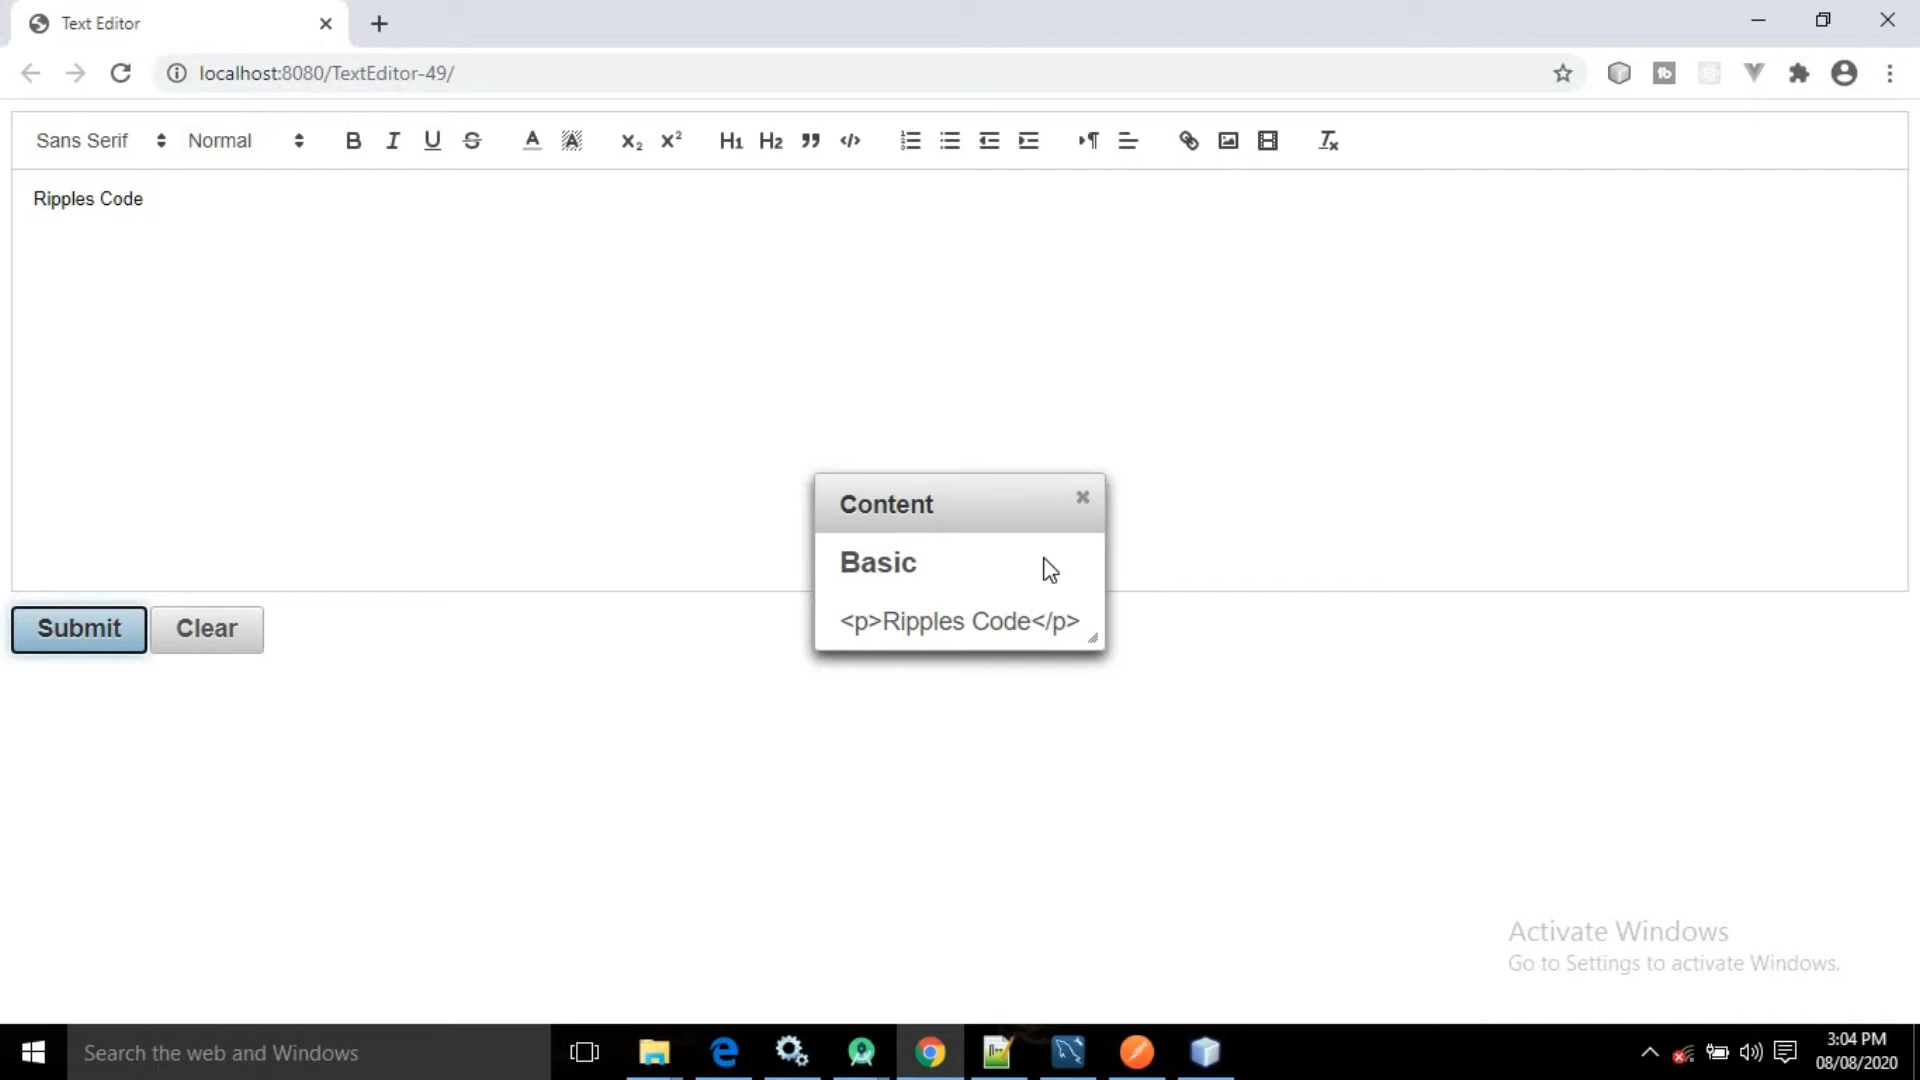 Text Editor
localhost:8080/TextEditor-49/
Sans Serif Normal B I U S A A X₂ X² H1 H2
Ripples Code
Content
Basic
<p>Ripples Code</p>
Submit Clear
Activate Windows
Go to Settings to activate Windows.
Search the web and Windows
3:04 PM
08/08/2020